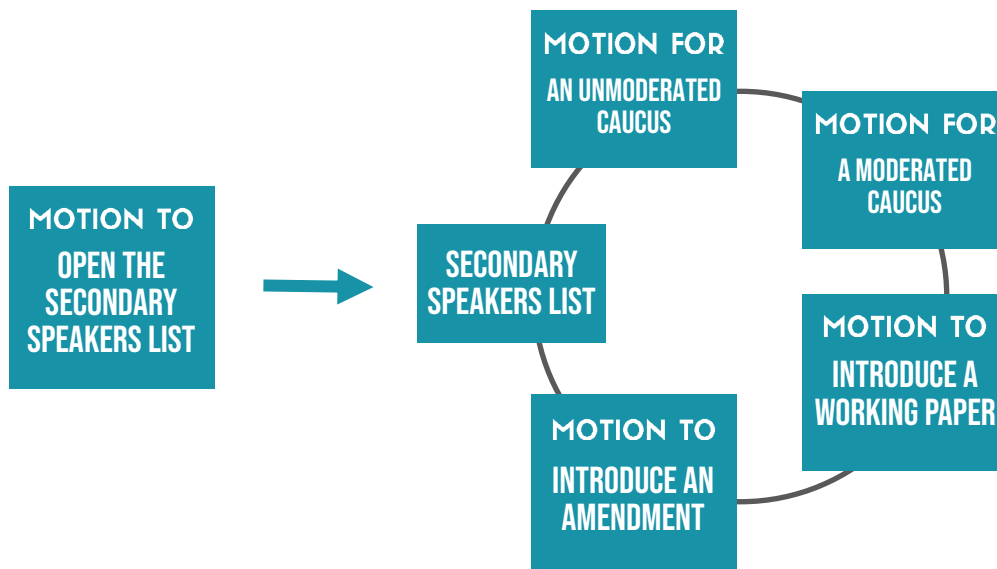 MOTION TO
OPEN THE
SECONDARY
SPEAKERS LIST
MOTION FOR
AN UNMODERATED
CAUCUS
MOTION FOR
A MODERATED
CAUCUS
SECONDARY
SPEAKERS LIST
MOTION TO
INTRODUCE A
WORKING PAPER
MOTION TO
INTRODUCE AN
AMENDMENT